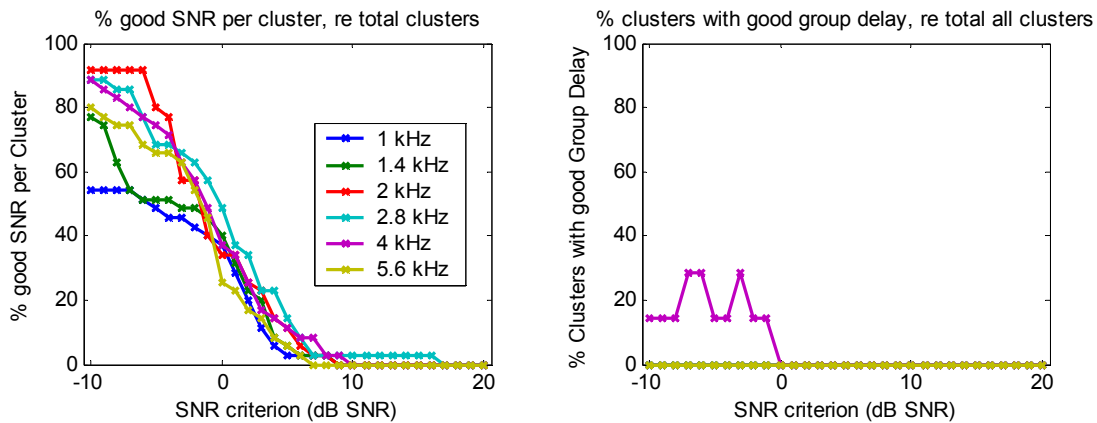 % good SNR per cluster, re total clusters
100
80
60
40
20
0
% good SNR per Cluster
1 kHz
1.4 kHz
2 kHz
2.8 kHz
4 kHz
5.6 kHz
-10
0
10
20
SNR criterion (dB SNR)
% clusters with good group delay, re total all clusters
100
80
60
40
20
0
% Clusters with good Group Delay
-10
0
10
20
SNR criterion (dB SNR)